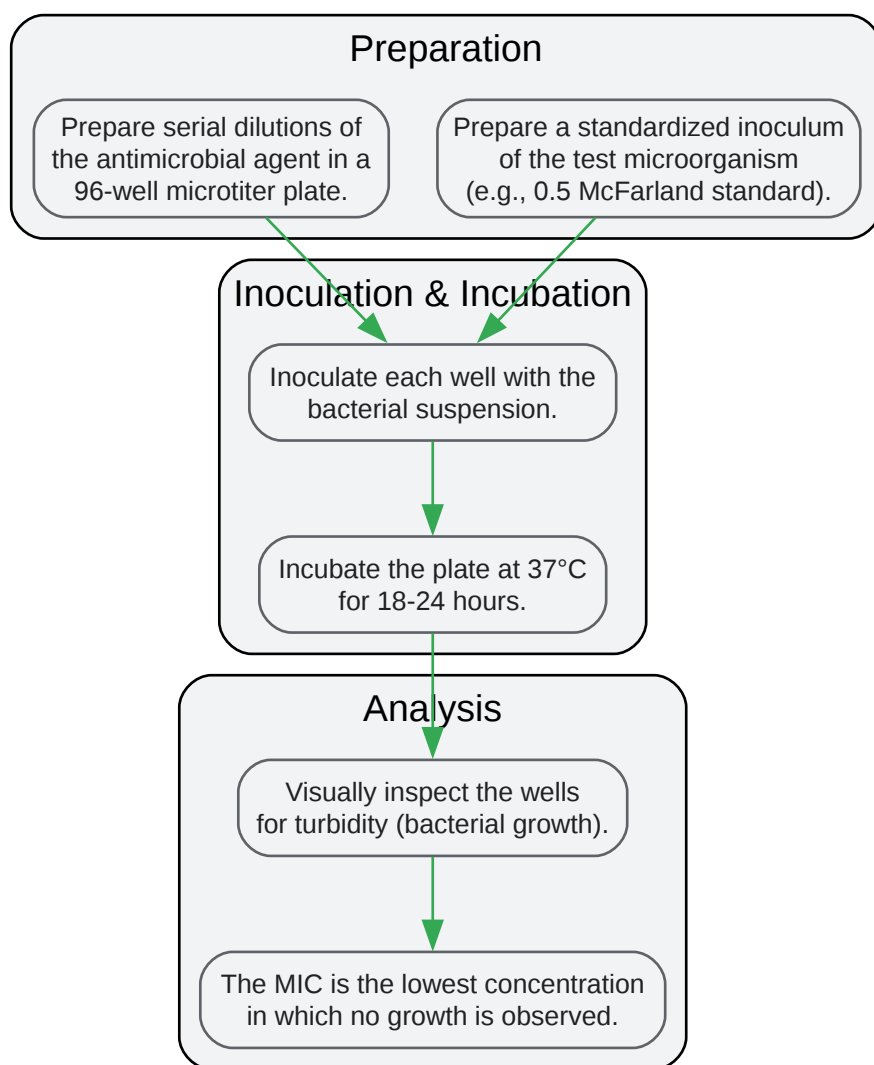 Preparation
Prepare serial dilutions of
the antimicrobial agent in a
96-well microtiter plate.
Prepare a standardized inoculum
of the test microorganism
(e.g., 0.5 McFarland standard).
Inoculation & Incubation
Inoculate each well with the
bacterial suspension.
Incubate the plate at 37°C
for 18-24 hours.
Analysis
Visually inspect the wells
for turbidity (bacterial growth).
The MIC is the lowest concentration
in which no growth is observed.